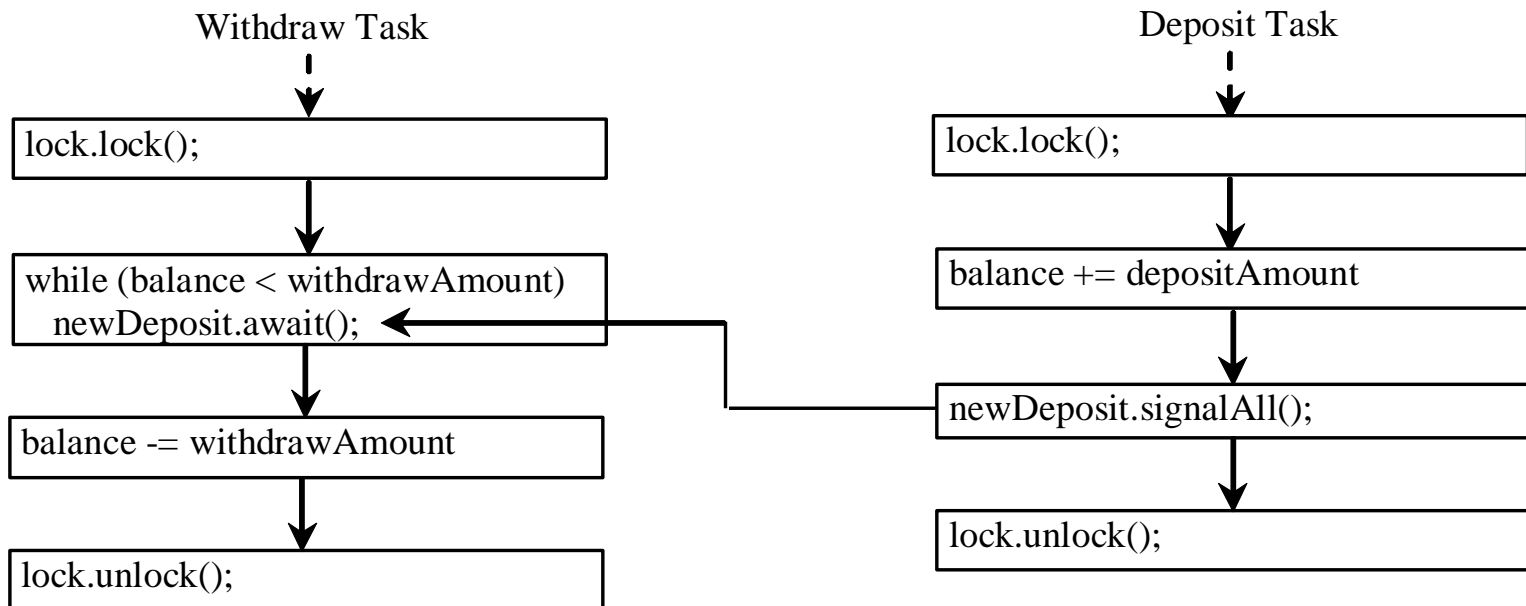 Withdraw Task
lock.lock();
while (balance < withdrawAmount)
newDeposit.await();
balance -= withdrawAmount
lock.unlock();
Deposit Task
lock.lock();
balance += depositAmount
newDeposit.signalAll();
lock.unlock();